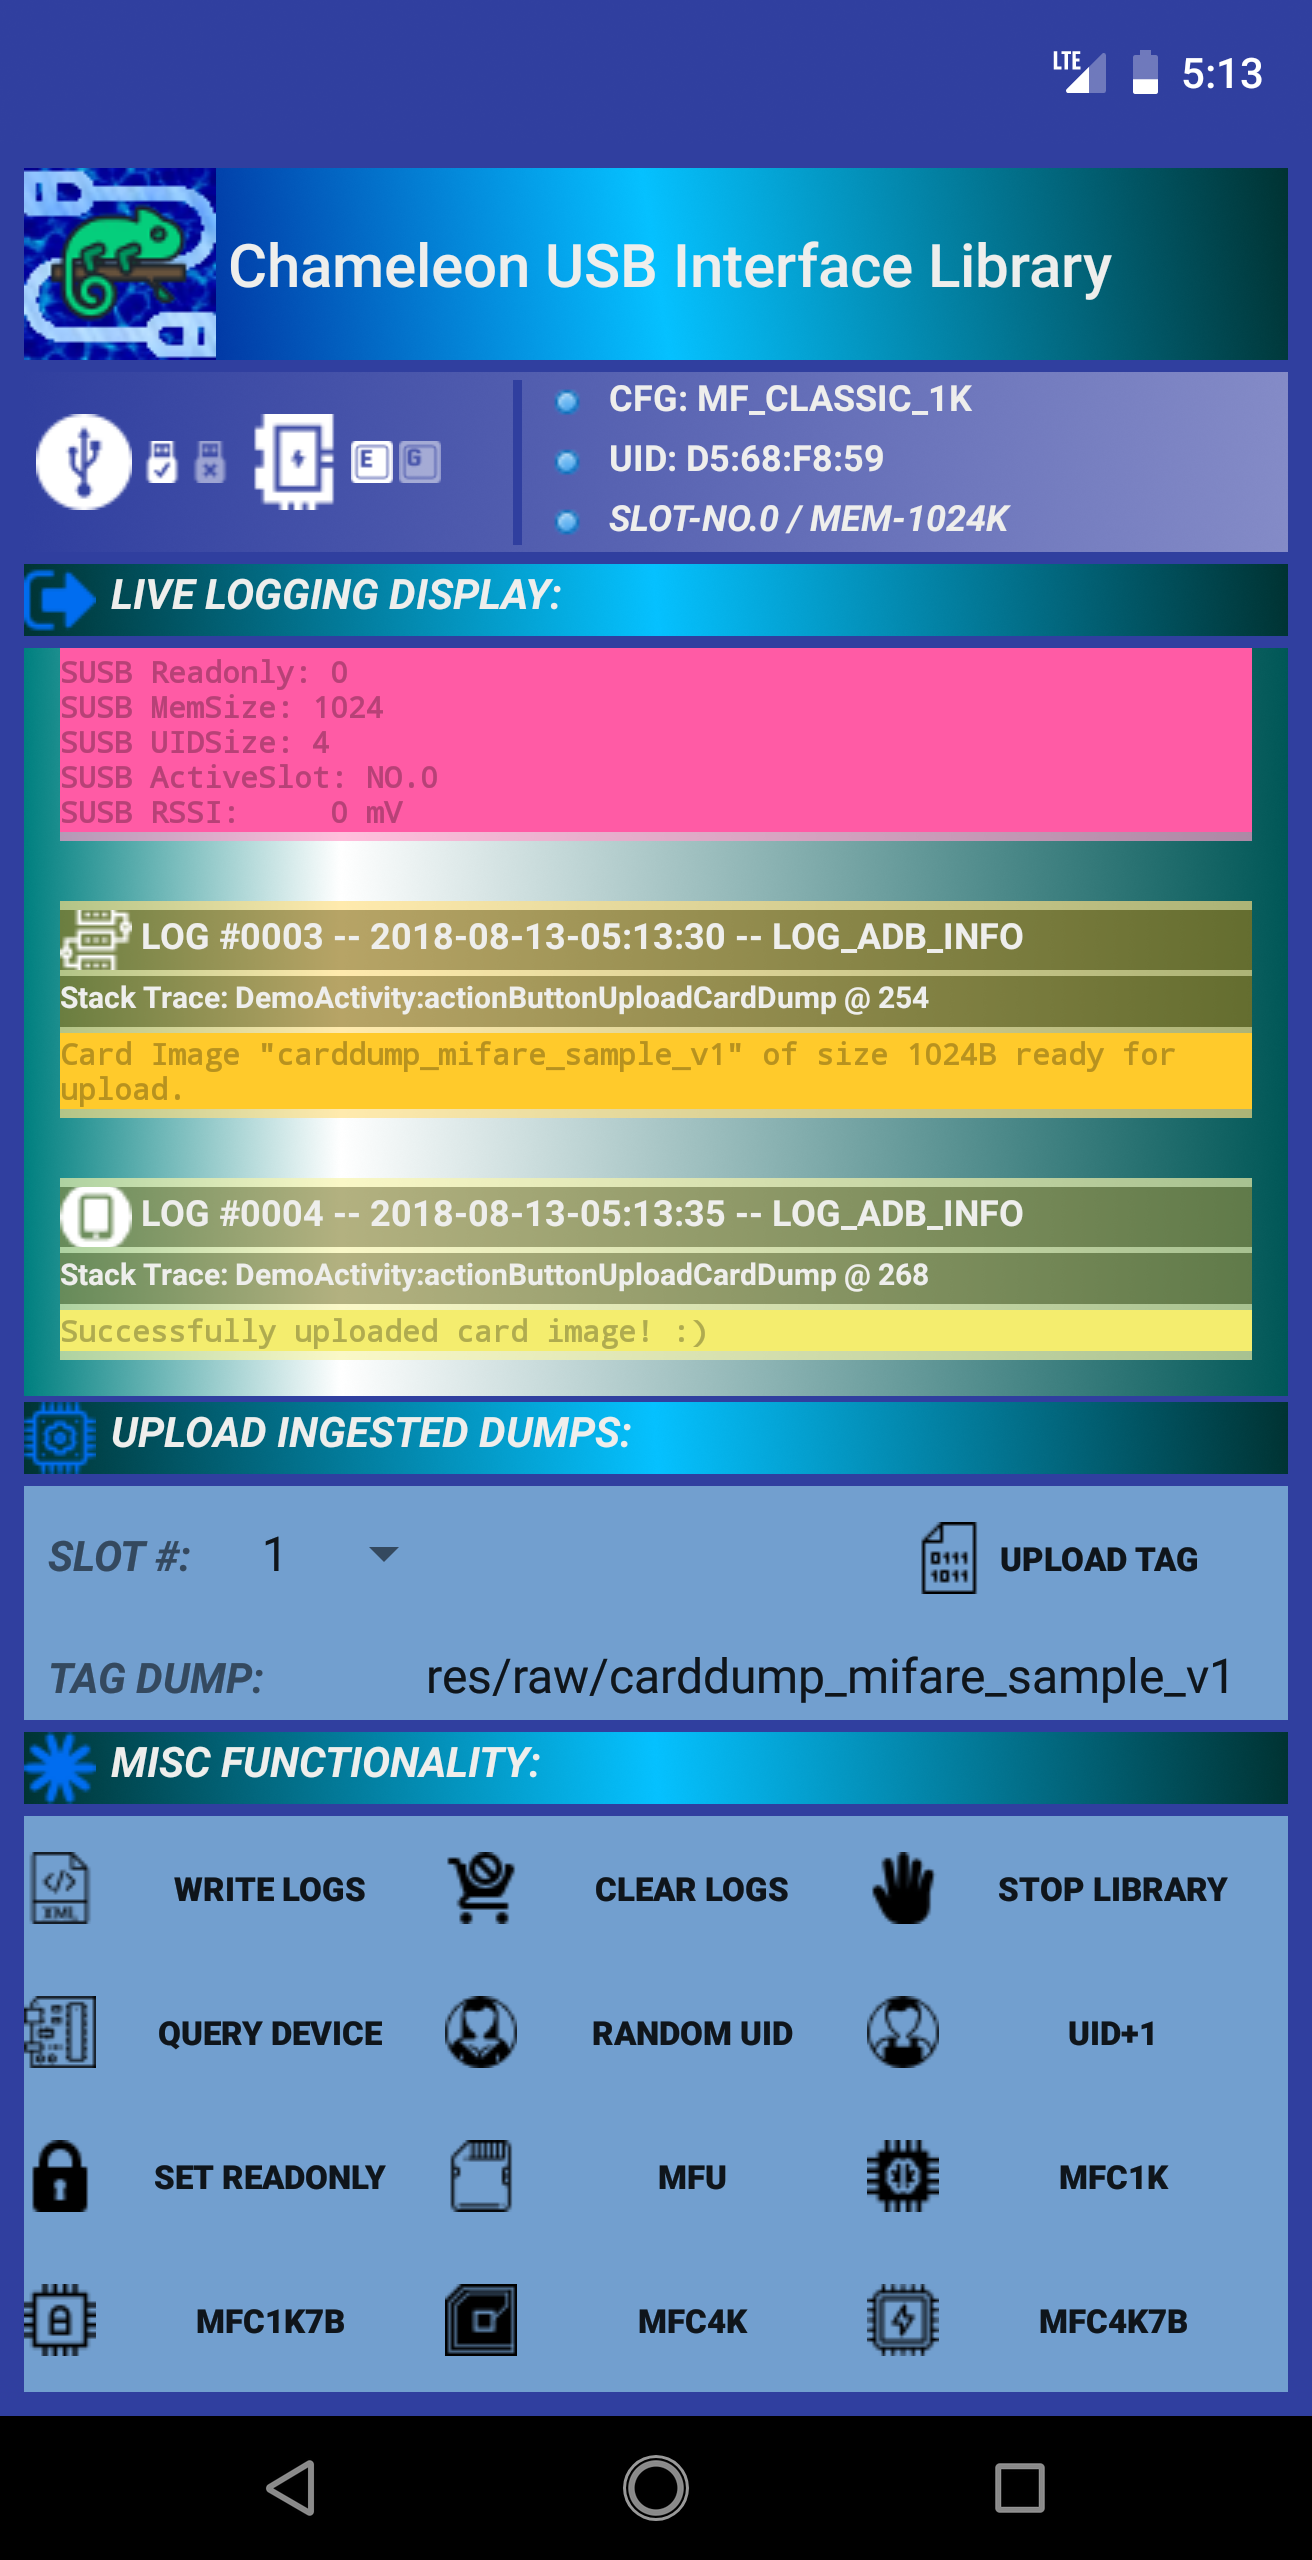 LTE 5:13
Chameleon USB Interface Library
E G
CFG: MF_CLASSIC_1K
UID: D5:68:F8:59
SLOT-NO.0 / MEM-1024K
LIVE LOGGING DISPLAY:
SUSB Readonly: 0
SUSB MemSize: 1024
SUSB UIDSize: 4
SUSB ActiveSlot: NO.0
SUSB RSSI:     0 mV
LOG #0003 -- 2018-08-13-05:13:30 -- LOG_ADB_INFO
Stack Trace: DemoActivity:actionButtonUploadCardDump @ 254
Card Image "carddump_mifare_sample_v1" of size 1024B ready for
upload.
LOG #0004 -- 2018-08-13-05:13:35 -- LOG_ADB_INFO
Stack Trace: DemoActivity:actionButtonUploadCardDump @ 268
Successfully uploaded card image! :)
UPLOAD INGESTED DUMPS:
SLOT #: 1 0111 1011 UPLOAD TAG
TAG DUMP: res/raw/carddump_mifare_sample_v1
MISC FUNCTIONALITY:
</> XML WRITE LOGS CLEAR LOGS STOP LIBRARY
QUERY DEVICE RANDOM UID UID+1
SET READONLY MFU MFC1K
MFC1K7B MFC4K MFC4K7B